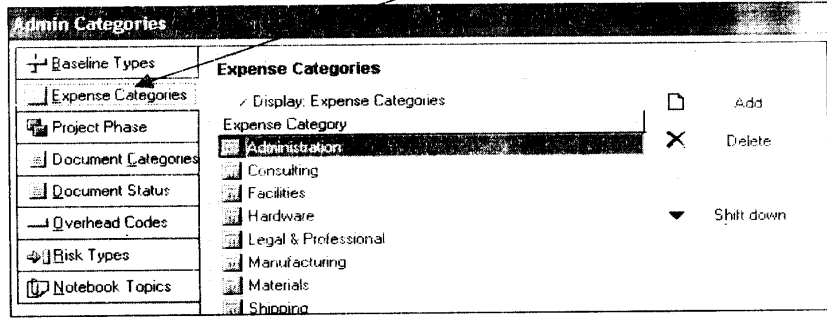 Admin Categories
Baseline Types
Expense Categories
Project Phase
Document Categories
Document Status
Overhead Codes
Risk Types
Notebook Topics
Expense Categories
Display: Expense Categories
Expense Category
Administration
Consulting
Facilities
Hardware
Legal & Professional
Manufacturing
Materials
Shipping
Add
Delete
Shift down